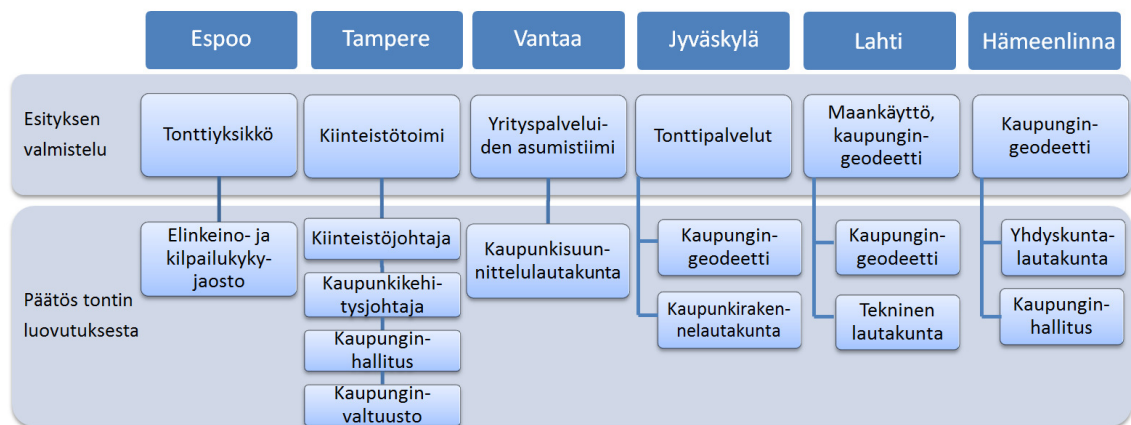 Espoo
Tampere
Vantaa
Jyväskylä
Lahti
Hämeenlinna
Esityksen
valmistelu
Tonttiyksikkö
Kiinteistötoimi
Yrityspalvelui-
den asumistiimi
Tonttipalvelut
Maankäyttö,
kaupungin-
geodeetti
Kaupungin-
geodeetti
Päätös tontin
luovutuksesta
Elinkeino- ja
kilpailukyky-
jaosto
Kiinteistöjohtaja
Kaupunkikehi-
tysjohtaja
Kaupungin-
hallitus
Kaupungin-
valtuusto
Kaupunkisuun-
nittelulautakunta
Kaupungin-
geodeetti
Kaupunkiraken-
nelautakunta
Kaupungin-
geodeetti
Tekninen
lautakunta
Yhdyskunta-
lautakunta
Kaupungin-
hallitus